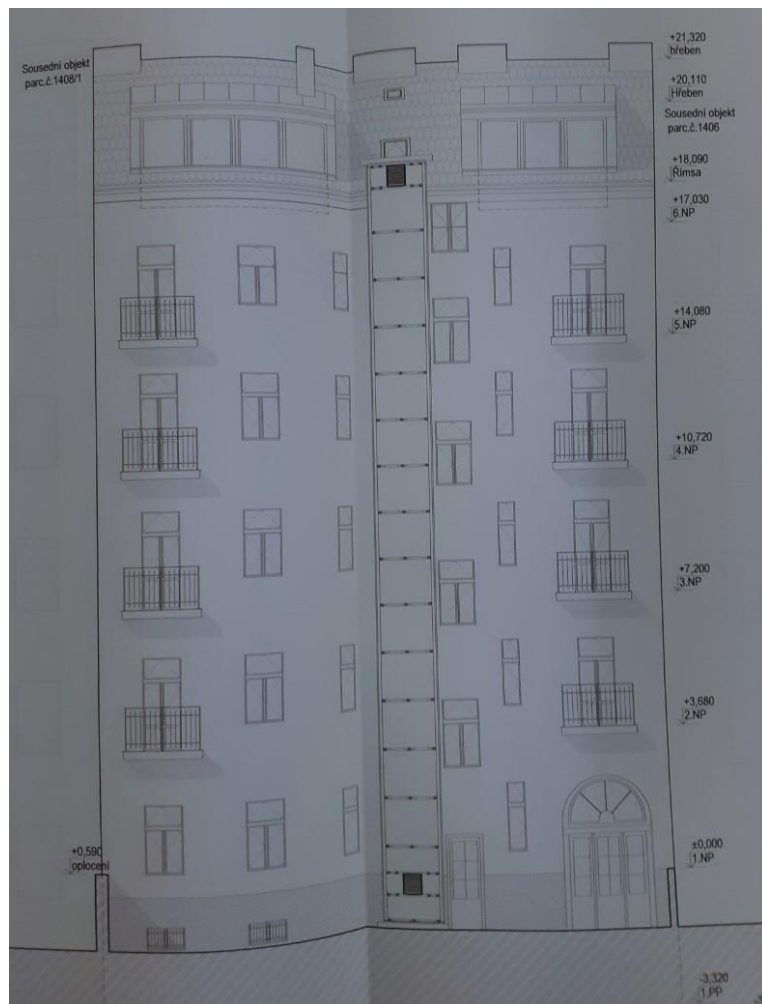 Sousední objekt
parc.č.1408/1
+21,320
hřeben
+20,110
Hřeben
Sousední objekt
parc.č.1406
+18,090
Římsa
+17,030
6.NP
+14,080
5.NP
+10,720
4.NP
+7,200
3.NP
+3,680
2.NP
+0,590
oplocení
±0,000
1.NP
-3,320
1.PP